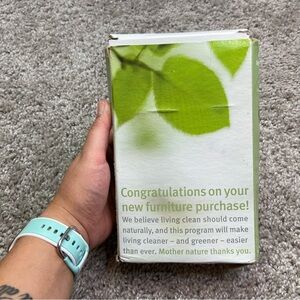 Congratulations on your
new furniture purchase!
We believe living clean should come
naturally, and this program will make
living cleaner – and greener – easier
than ever. Mother nature thanks you.